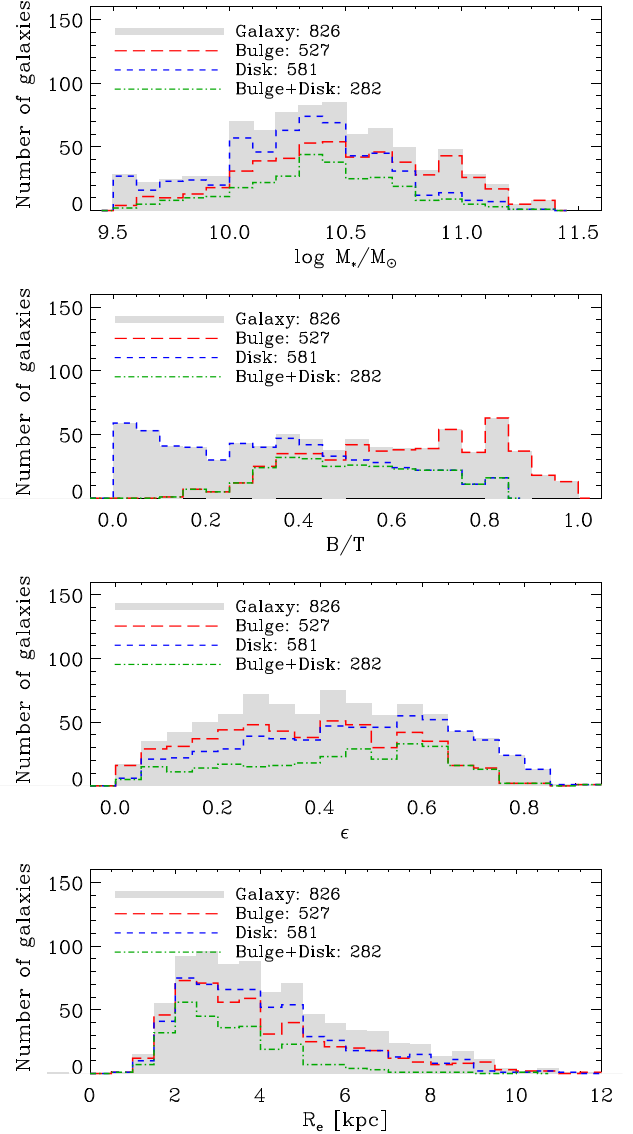 Number of galaxies
150
100
50
0
Galaxy: 826
Bulge: 527
Disk: 581
Bulge+Disk: 282
9.5 10.0 10.5 11.0 11.5
log M*/M⊙
Number of galaxies
150
100
50
0
Galaxy: 826
Bulge: 527
Disk: 581
Bulge+Disk: 282
0.0 0.2 0.4 0.6 0.8 1.0
B/T
Number of galaxies
150
100
50
0
Galaxy: 826
Bulge: 527
Disk: 581
Bulge+Disk: 282
0.0 0.2 0.4 0.6 0.8
ϵ
Number of galaxies
150
100
50
0
Galaxy: 826
Bulge: 527
Disk: 581
Bulge+Disk: 282
0 2 4 6 8 10 12
Re [kpc]